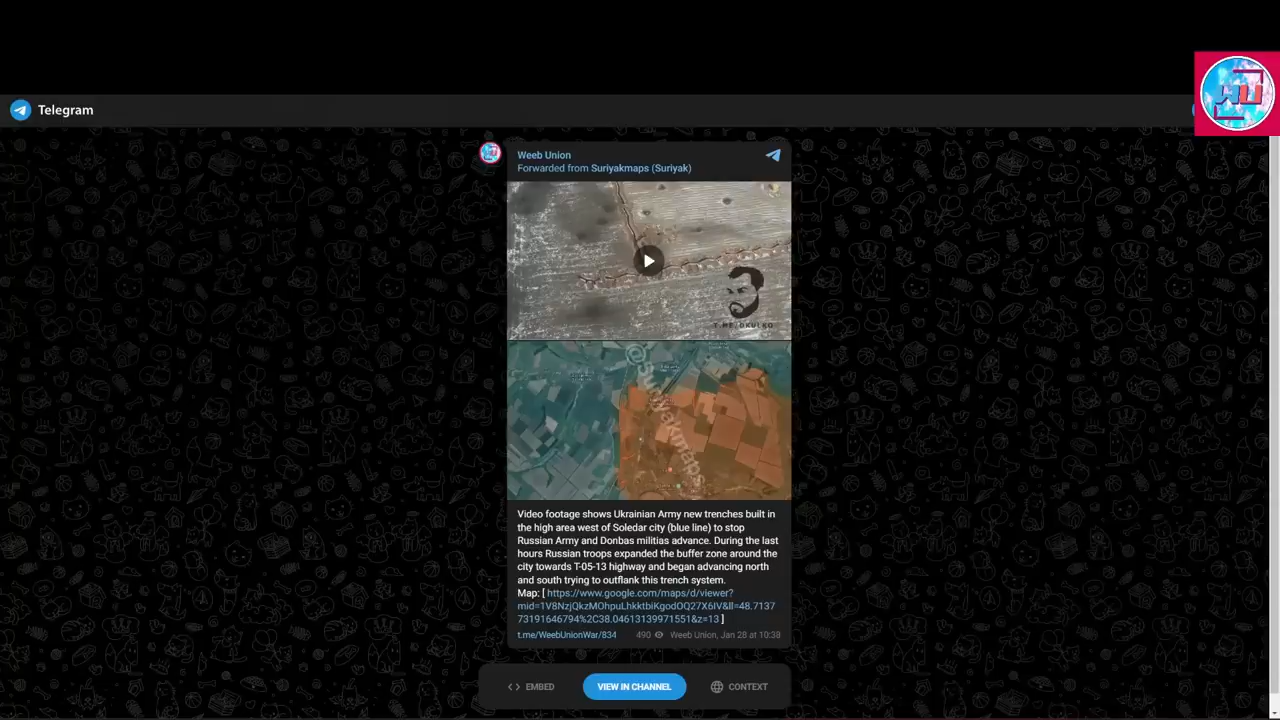 Telegram
WU
Weeb Union
Forwarded from Suriyakmaps (Suriyak)
T.ME/OKULKO
@suriyakmaps
Video footage shows Ukrainian Army new trenches built in
the high area west of Soledar city (blue line) to stop
Russian Army and Donbas militias advance. During the last
hours Russian troops expanded the buffer zone around the
city towards T-05-13 highway and began advancing north
and south trying to outflank this trench system.
Map: [ https://www.google.com/maps/d/viewer?
mid=1V8NzjQkzMOhpuLhkktbiKgodOQ27X6IV&ll=48.7137
73191646794%2C38.04613139971551&z=13 ]
t.me/WeebUnionWar/834 490 Weeb Union, Jan 28 at 10:38
EMBED VIEW IN CHANNEL CONTEXT